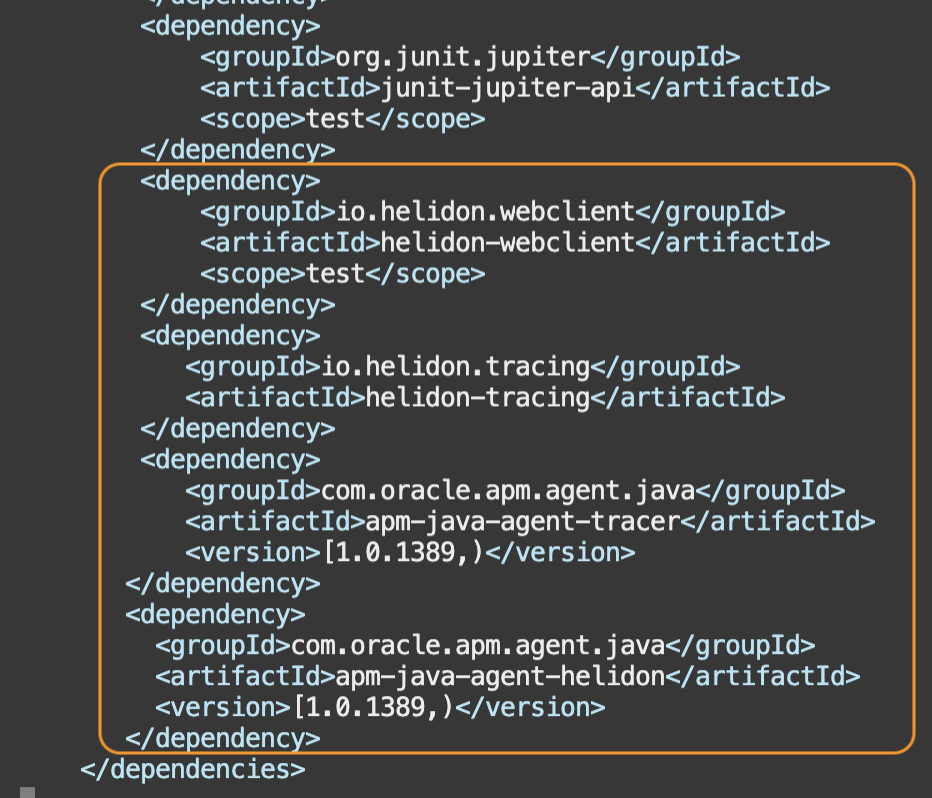 </dependency>
<dependency>
<groupId>org.junit.jupiter</groupId>
<artifactId>junit-jupiter-api</artifactId>
<scope>test</scope>
</dependency>
<dependency>
<groupId>io.helidon.webclient</groupId>
<artifactId>helidon-webclient</artifactId>
<scope>test</scope>
</dependency>
<dependency>
<groupId>io.helidon.tracing</groupId>
<artifactId>helidon-tracing</artifactId>
</dependency>
<dependency>
<groupId>com.oracle.apm.agent.java</groupId>
<artifactId>apm-java-agent-tracer</artifactId>
<version>[1.0.1389,)</version>
</dependency>
<dependency>
<groupId>com.oracle.apm.agent.java</groupId>
<artifactId>apm-java-agent-helidon</artifactId>
<version>[1.0.1389,)</version>
</dependency>
</dependencies>